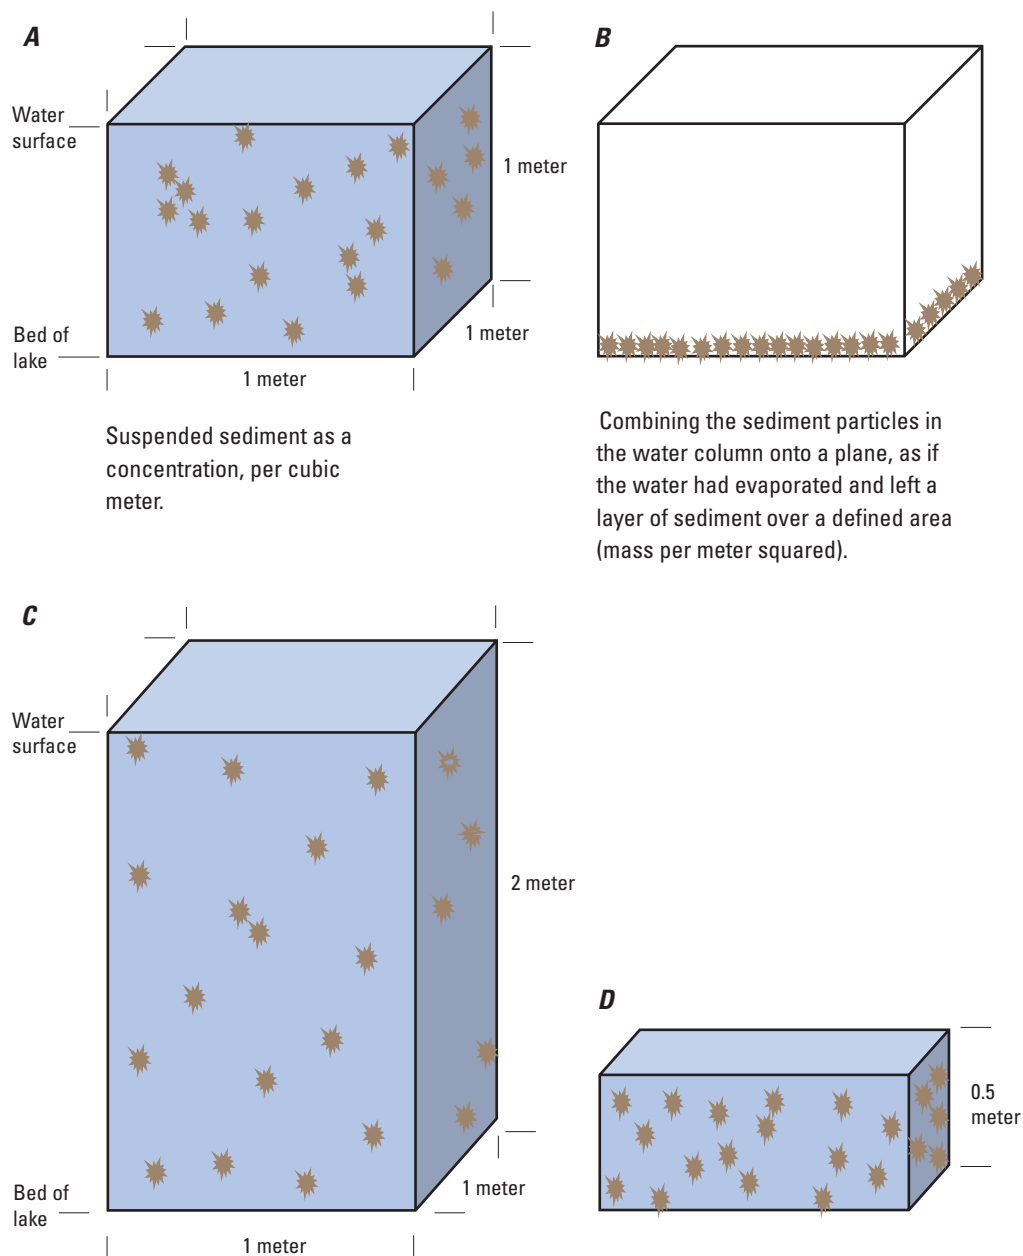 A
Water
surface
1 meter
1 meter
Bed of
lake
1 meter
Suspended sediment as a
concentration, per cubic
meter.
B
Combining the sediment particles in
the water column onto a plane, as if
the water had evaporated and left a
layer of sediment over a defined area
(mass per meter squared).
C
Water
surface
2 meter
1 meter
Bed of
lake
1 meter
D
0.5
meter